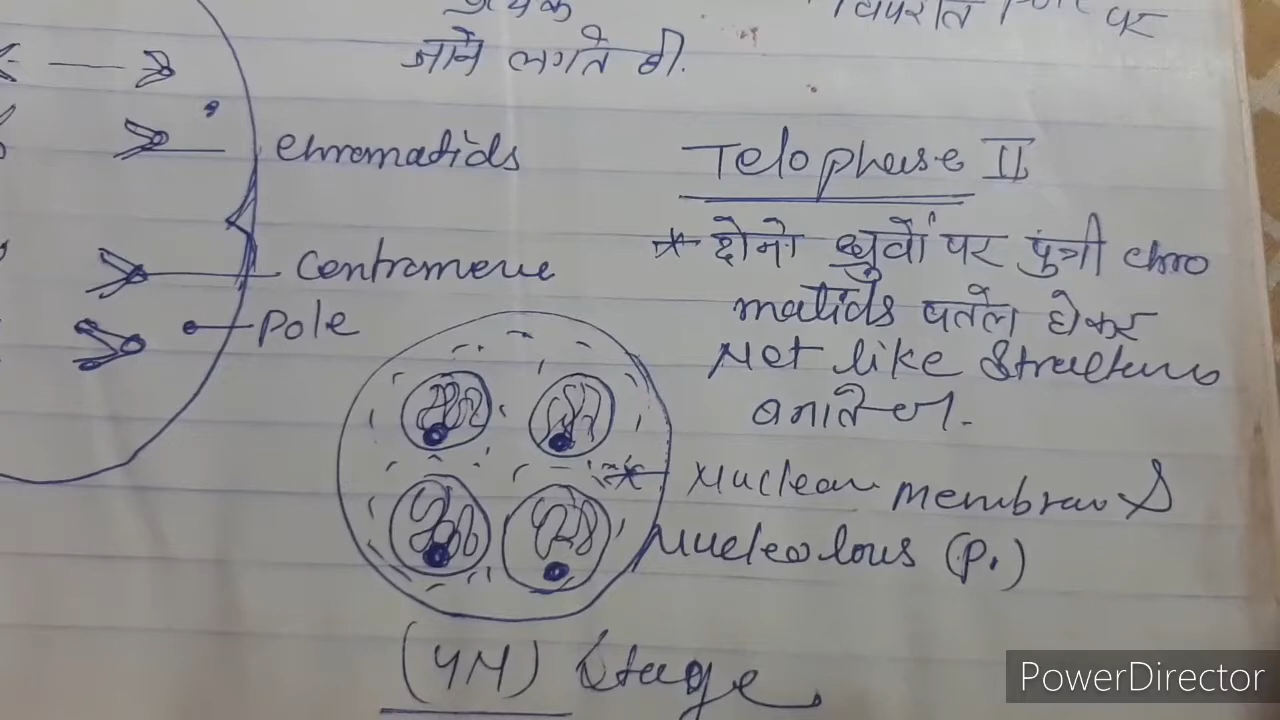 जाने लगते है.
chromatids
centromere
pole
Telophase II
* दोनो ध्रुवों पर पुत्री chro
matids पतले होकर
Net like structure
बनाते है.
* Nuclear membran &
Nucleolous (P.)
(4N) Stage
PowerDirector